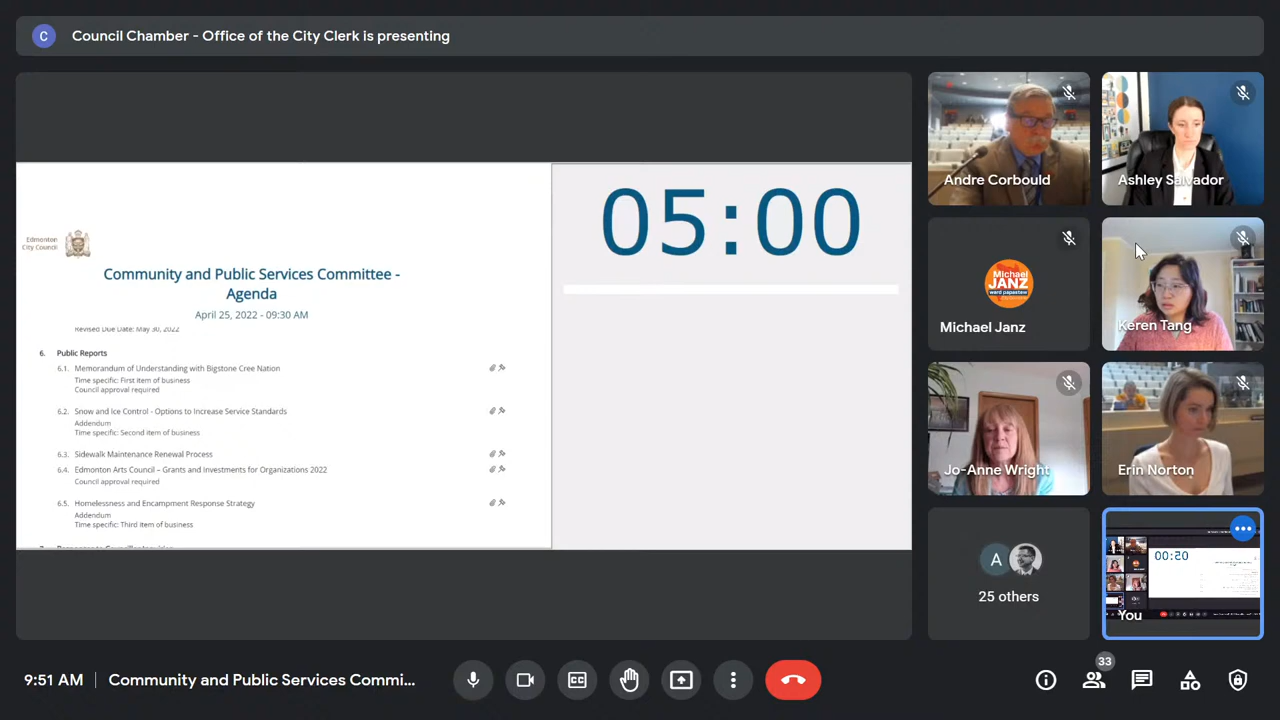 C Council Chamber - Office of the City Clerk is presenting
Edmonton
City Council
Community and Public Services Committee -
Agenda
April 25, 2022 - 09:30 AM
Revised Due Date: May 30, 2022
6. Public Reports
6.1. Memorandum of Understanding with Bigstone Cree Nation
Time specific: First item of business
Council approval required
6.2. Snow and Ice Control - Options to Increase Service Standards
Addendum
Time specific: Second item of business
6.3. Sidewalk Maintenance Renewal Process
6.4. Edmonton Arts Council – Grants and Investments for Organizations 2022
Council approval required
6.5. Homelessness and Encampment Response Strategy
Addendum
Time specific: Third item of business
05:00
Andre Corbould
Ashley Salvador
Michael
JANZ
ward papastew
Michael Janz
Keren Tang
Jo-Anne Wright
Erin Norton
A
25 others
You
9:51 AM | Community and Public Services Commi...
33